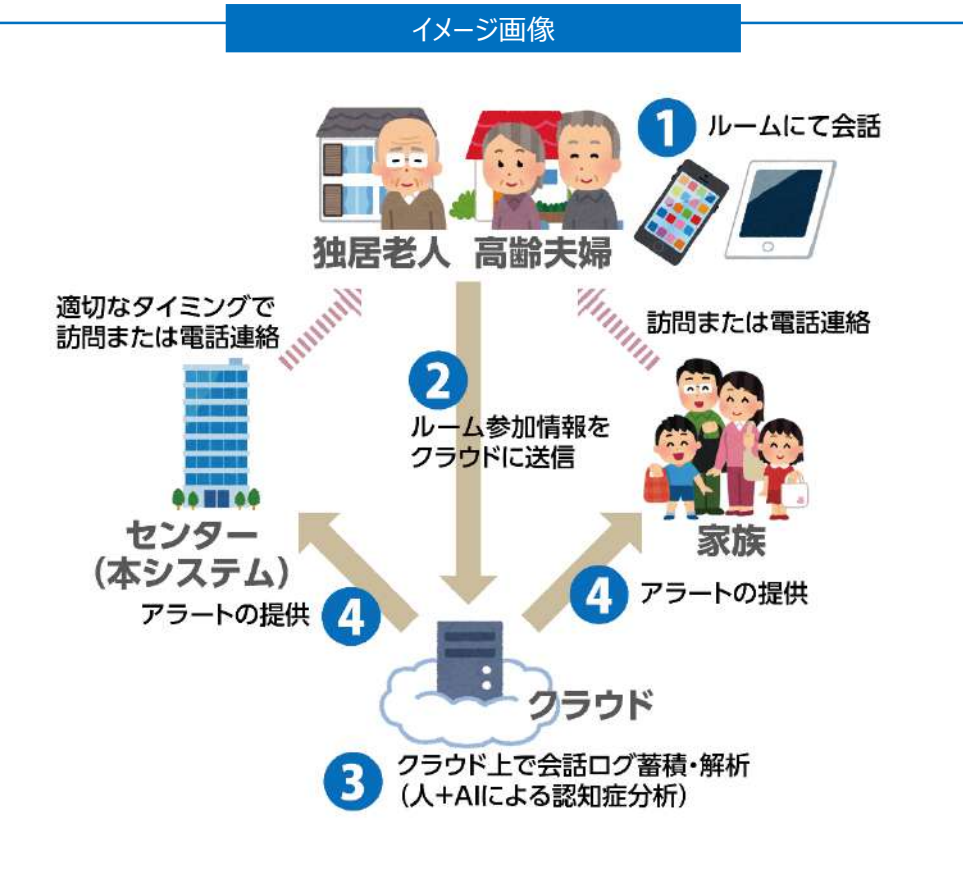 イメージ画像
1 ルームにて会話
独居老人 高齢夫婦
適切なタイミングで
訪問または電話連絡
訪問または電話連絡
2
ルーム参加情報を
クラウドに送信
センター
（本システム）
家族
アラートの提供 4
4 アラートの提供
クラウド
3 クラウド上で会話ログ蓄積・解析
（人+AIによる認知症分析）